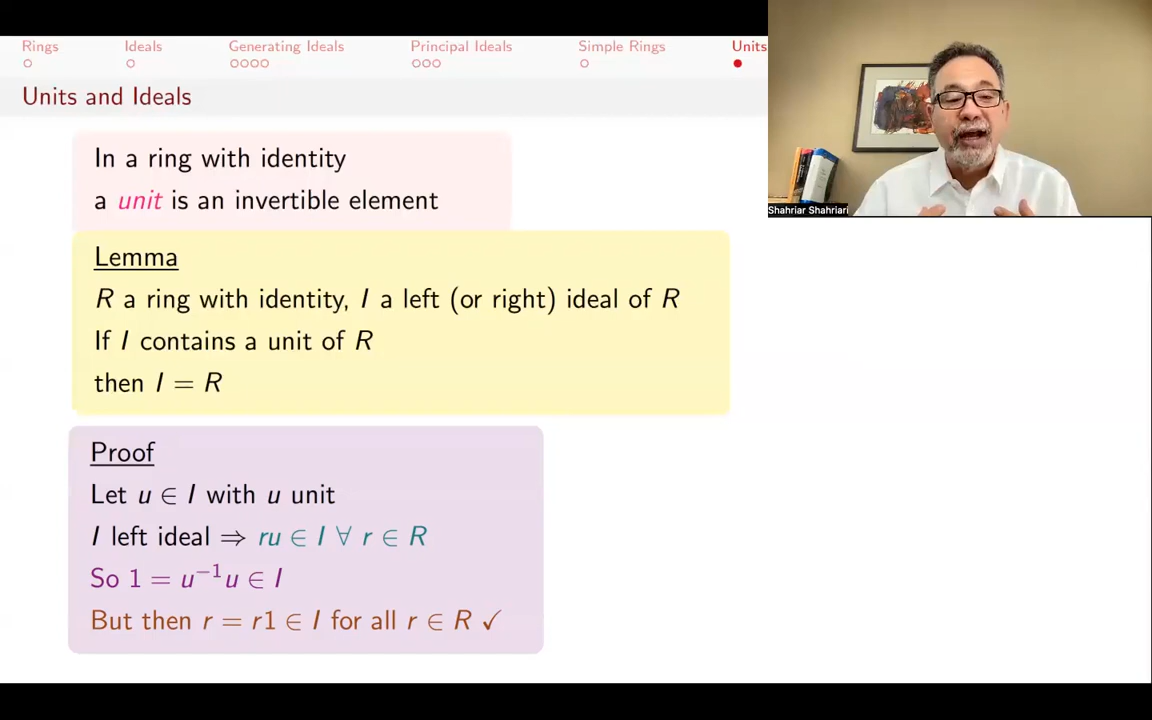 Rings Ideals Generating Ideals Principal Ideals Simple Rings Units
Units and Ideals
In a ring with identity
a unit is an invertible element
Lemma
R a ring with identity, I a left (or right) ideal of R
If I contains a unit of R
then I = R
Proof
Let u ∈ I with u unit
I left ideal ⇒ ru ∈ I ∀ r ∈ R
So 1 = u⁻¹u ∈ I
But then r = r1 ∈ I for all r ∈ R ✓
Shahriar Shahriari